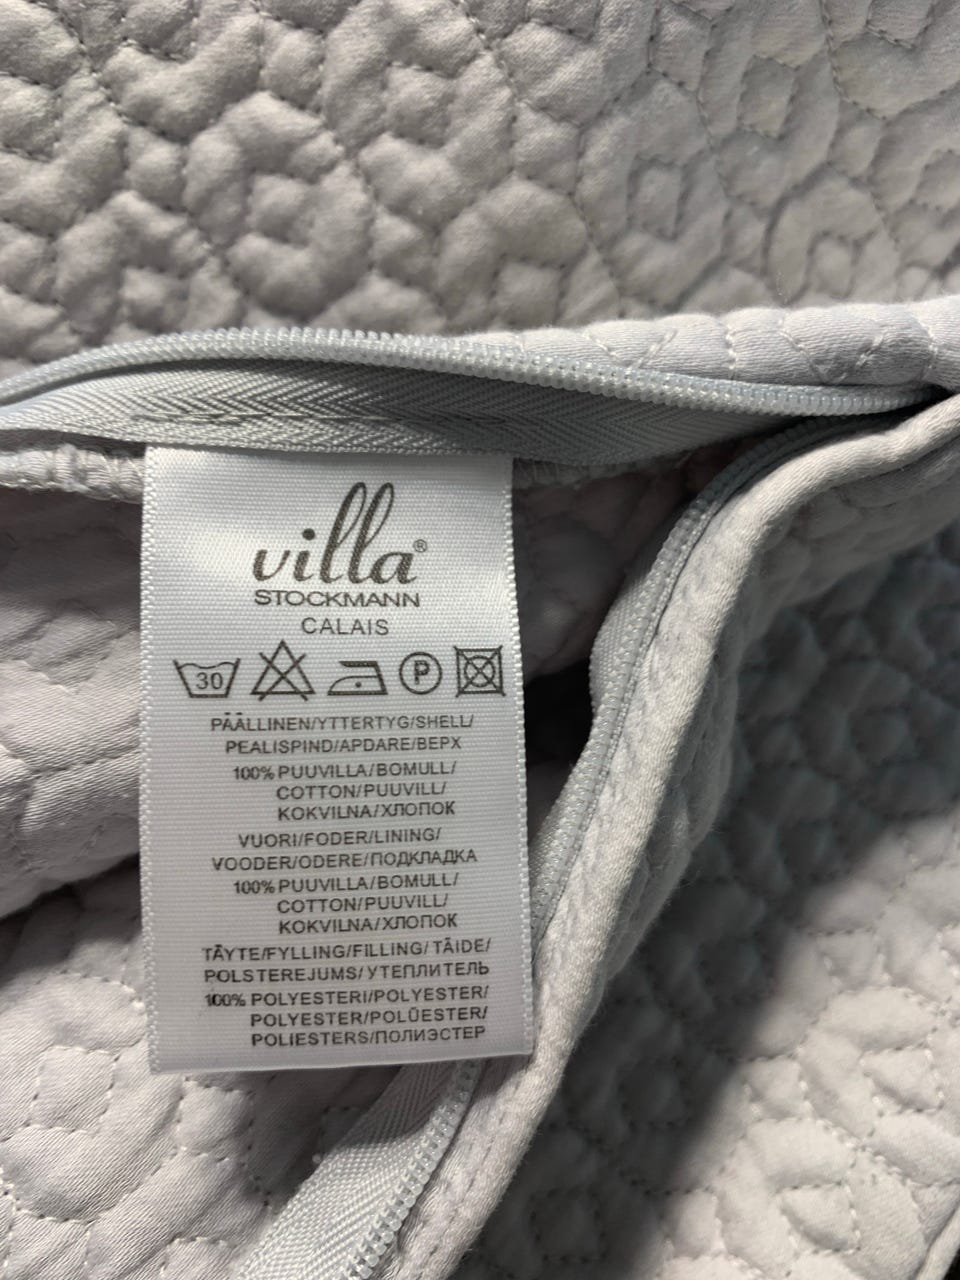 villa®
STOCKMANN
CALAIS
30 P
PÄÄLLINEN/YTTERTYG/SHELL/
PEALISPIND/APDARE/ВЕРХ
100% PUUVILLA/BOMULL/
COTTON/PUUVILL/
KOKVILNA/ХЛОПОК
VUORI/FODER/LINING/
VOODER/ODERE/ПОДКЛАДКА
100% PUUVILLA/BOMULL/
COTTON/PUUVILL/
KOKVILNA/ХЛОПОК
TÄYTE/FYLLING/FILLING/TÄIDE/
POLSTEREJUMS/УТЕПЛИТЕЛЬ
100% POLYESTERI/POLYESTER/
POLYESTER/POLÜESTER/
POLIESTERS/ПОЛИЭСТЕР